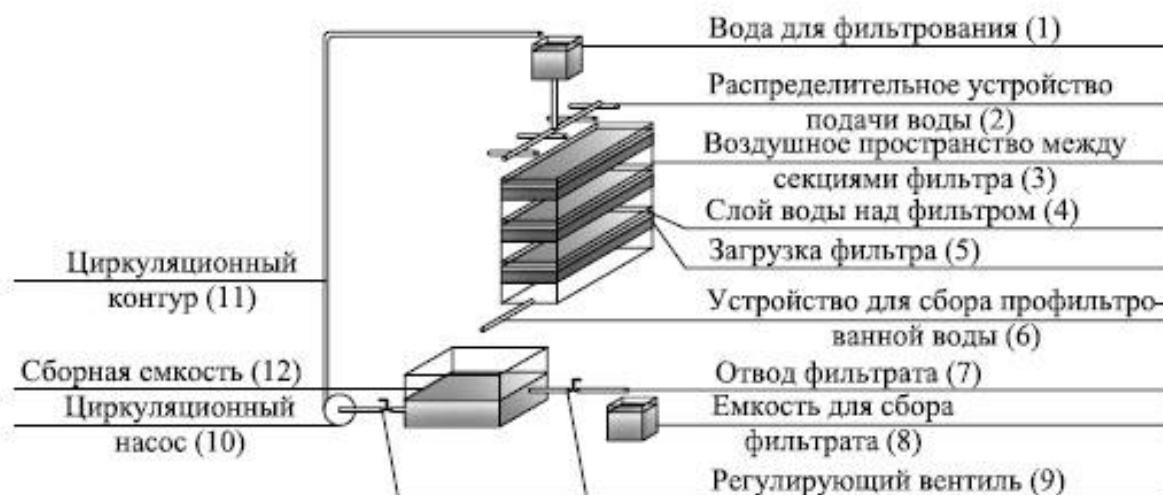 Вода для фильтрования (1)
Распределительное устройство
подачи воды (2)
Воздушное пространство между
секциями фильтра (3)
Слой воды над фильтром (4)
Загрузка фильтра (5)
Циркуляционный
контур (11)
Устройство для сбора профильтро-
ванной воды (6)
Сборная емкость (12)
Отвод фильтрата (7)
Циркуляционный
насос (10)
Емкость для сбора
фильтрата (8)
Регулирующий вентиль (9)